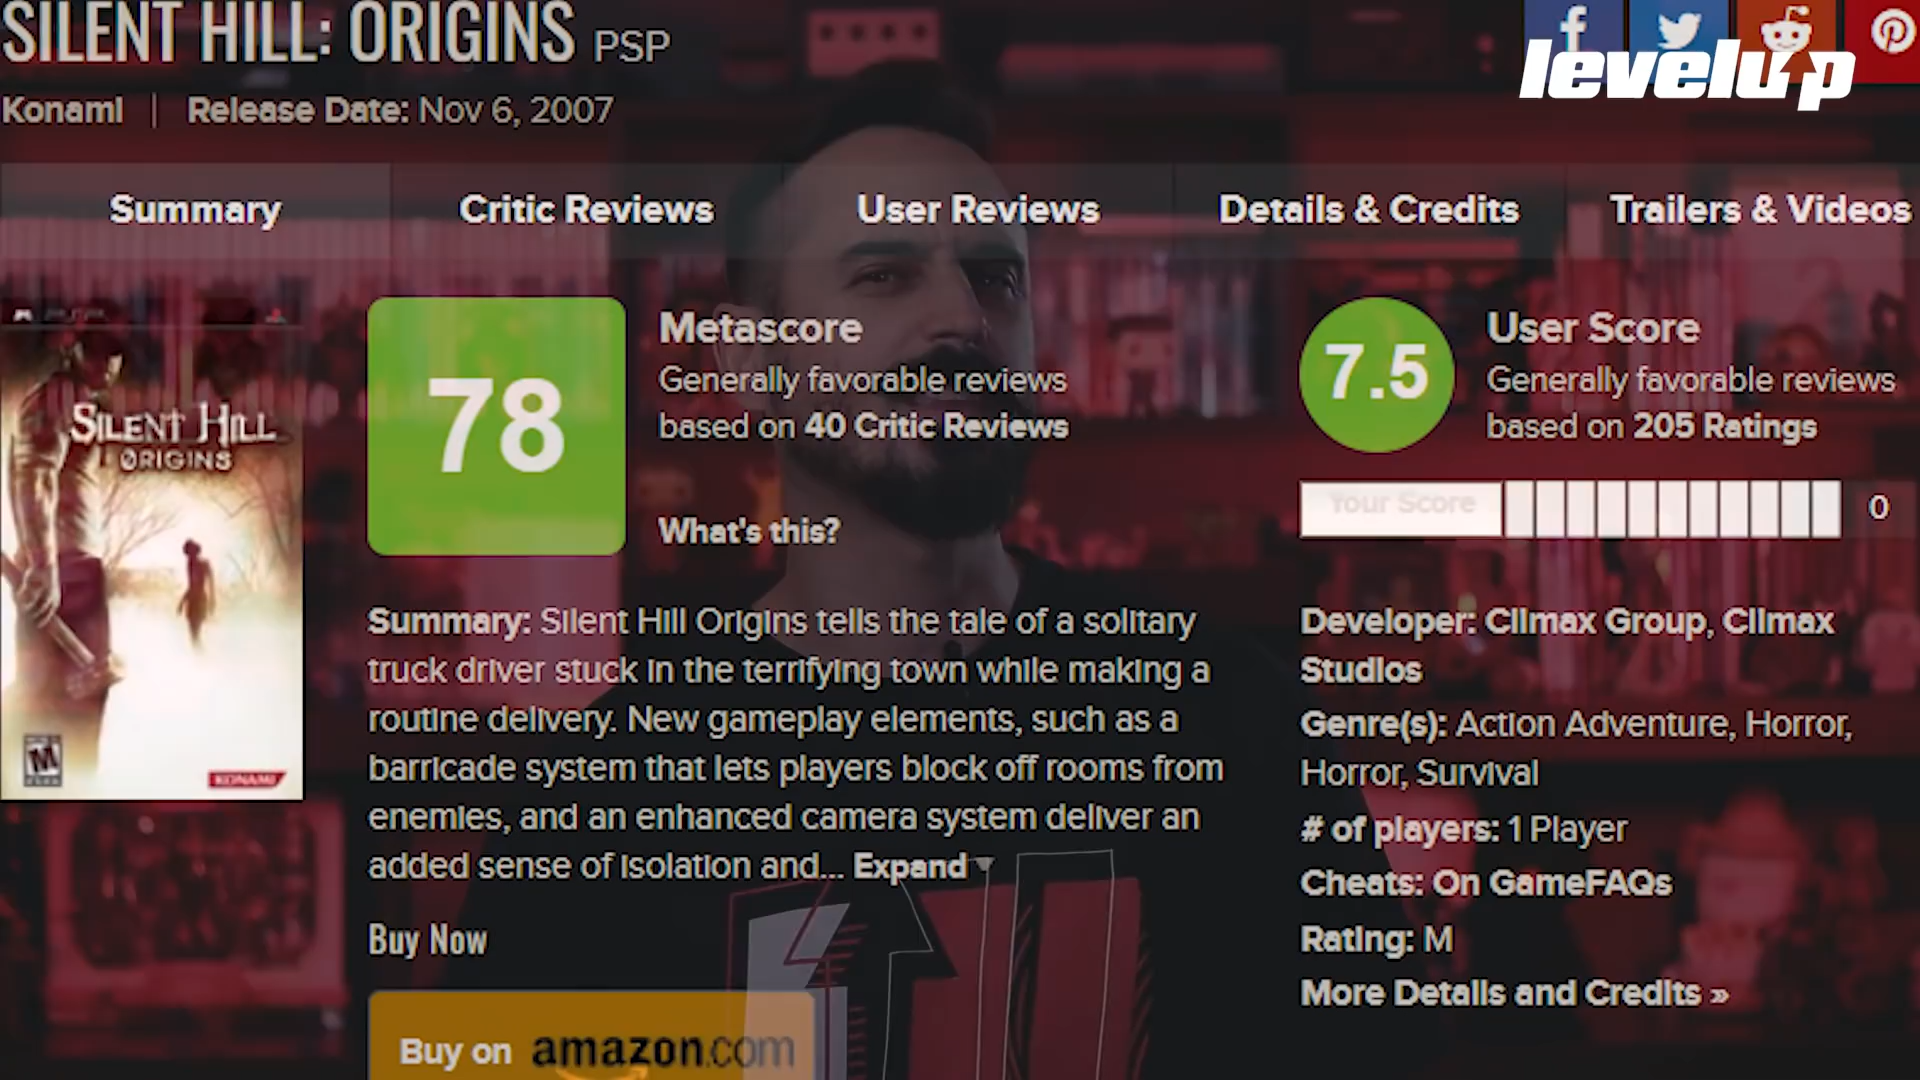 SILENT HILL: ORIGINS PSP
levelup
Konami | Release Date: Nov 6, 2007
Summary
Critic Reviews
User Reviews
Details & Credits
Trailers & Videos
SILENT HILL
ORIGINS
M
KONAMI
78
Metascore
Generally favorable reviews
based on 40 Critic Reviews
What's this?
7.5
User Score
Generally favorable reviews
based on 205 Ratings
Your Score
0
Summary: Silent Hill Origins tells the tale of a solitary
truck driver stuck in the terrifying town while making a
routine delivery. New gameplay elements, such as a
barricade system that lets players block off rooms from
enemies, and an enhanced camera system deliver an
added sense of isolation and... Expand
Buy Now
Buy on amazon.com
Developer: Climax Group, Climax
Studios
Genre(s): Action Adventure, Horror,
Horror, Survival
# of players: 1 Player
Cheats: On GameFAQs
Rating: M
More Details and Credits »